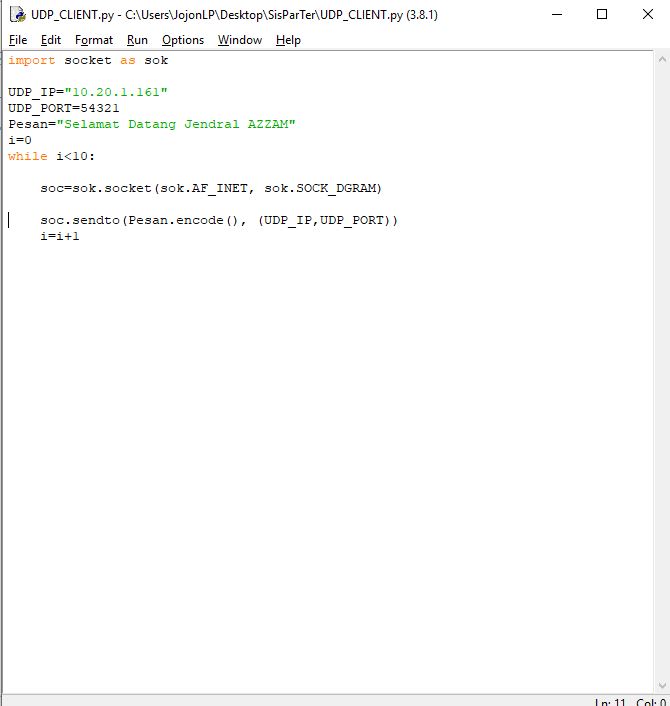 UDP_CLIENT.py - C:\Users\JojonLP\Desktop\SisParTer\UDP_CLIENT.py (3.8.1)
File Edit Format Run Options Window Help
import socket as sok
UDP_IP="10.20.1.161"
UDP_PORT=54321
Pesan="Selamat Datang Jendral AZZAM"
i=0
while i<10:
    soc=sok.socket(sok.AF_INET, sok.SOCK_DGRAM)
    soc.sendto(Pesan.encode(), (UDP_IP,UDP_PORT))
    i=i+1
Ln: 11 Col: 0